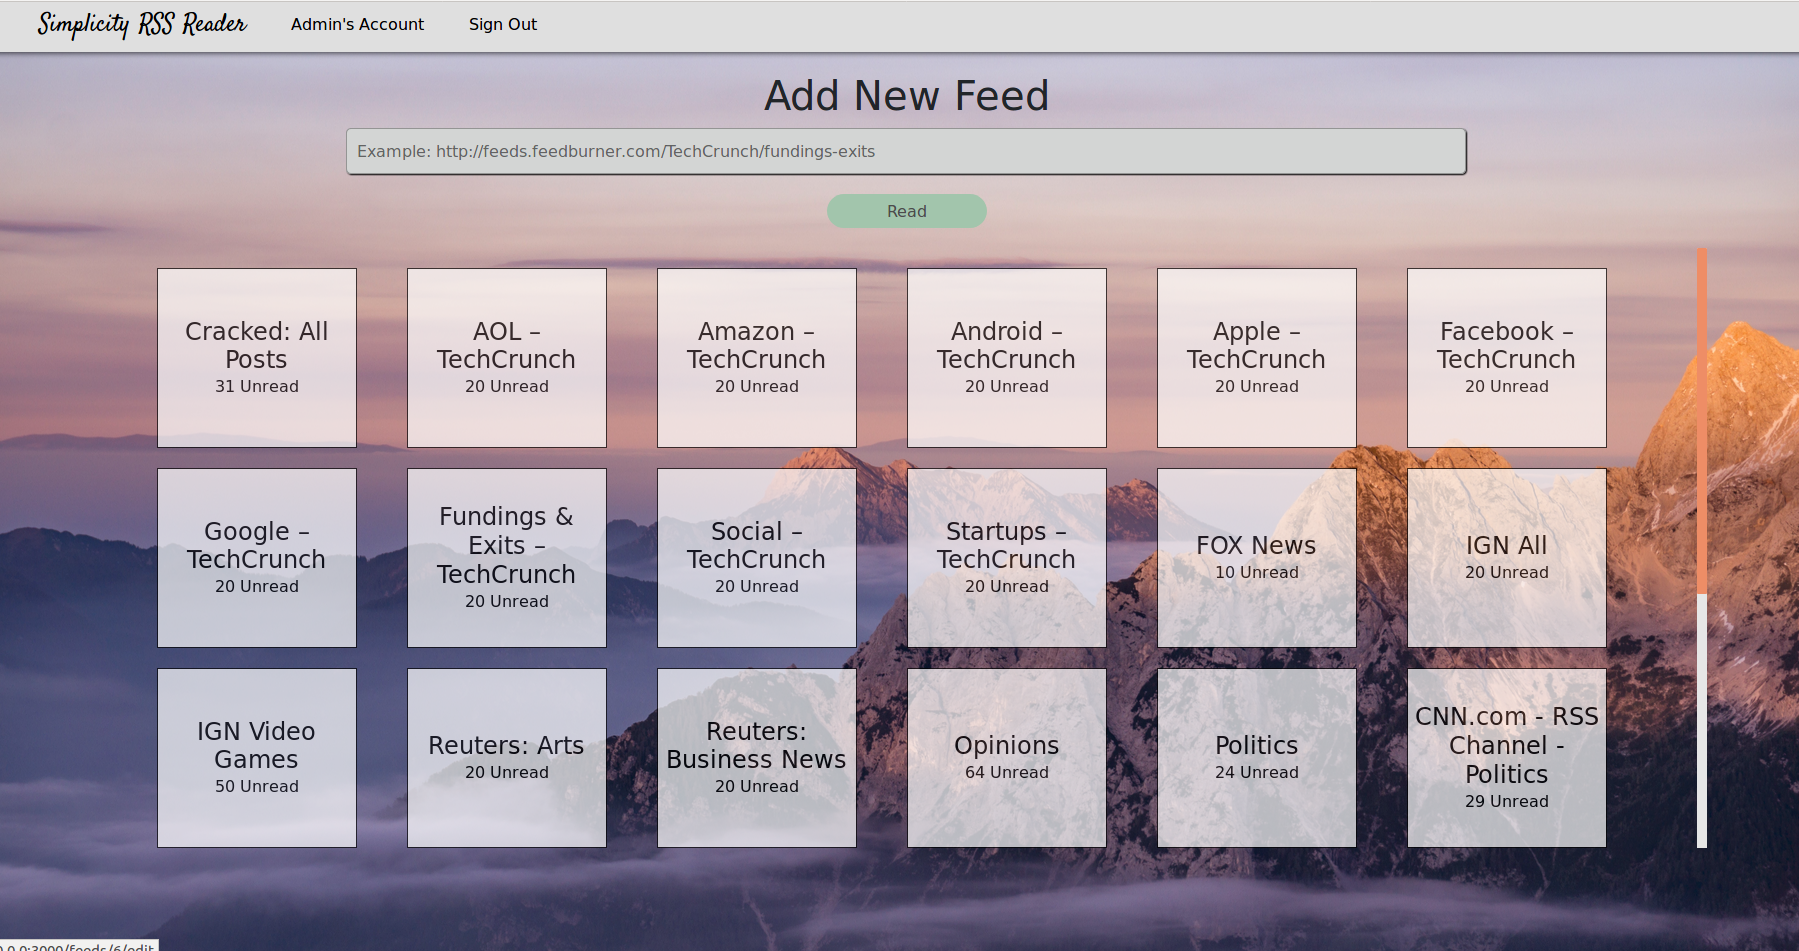 Simplicity RSS Reader Admin's Account Sign Out
Add New Feed
Example: http://feeds.feedburner.com/TechCrunch/fundings-exits
Read
Cracked: All
Posts
31 Unread
AOL –
TechCrunch
20 Unread
Amazon –
TechCrunch
20 Unread
Android –
TechCrunch
20 Unread
Apple –
TechCrunch
20 Unread
Facebook –
TechCrunch
20 Unread
Google –
TechCrunch
20 Unread
Fundings &
Exits –
TechCrunch
20 Unread
Social –
TechCrunch
20 Unread
Startups –
TechCrunch
20 Unread
FOX News
10 Unread
IGN All
20 Unread
IGN Video
Games
50 Unread
Reuters: Arts
20 Unread
Reuters:
Business News
20 Unread
Opinions
64 Unread
Politics
24 Unread
CNN.com - RSS
Channel -
Politics
29 Unread
0.0.0:3000/feeds/6/edit